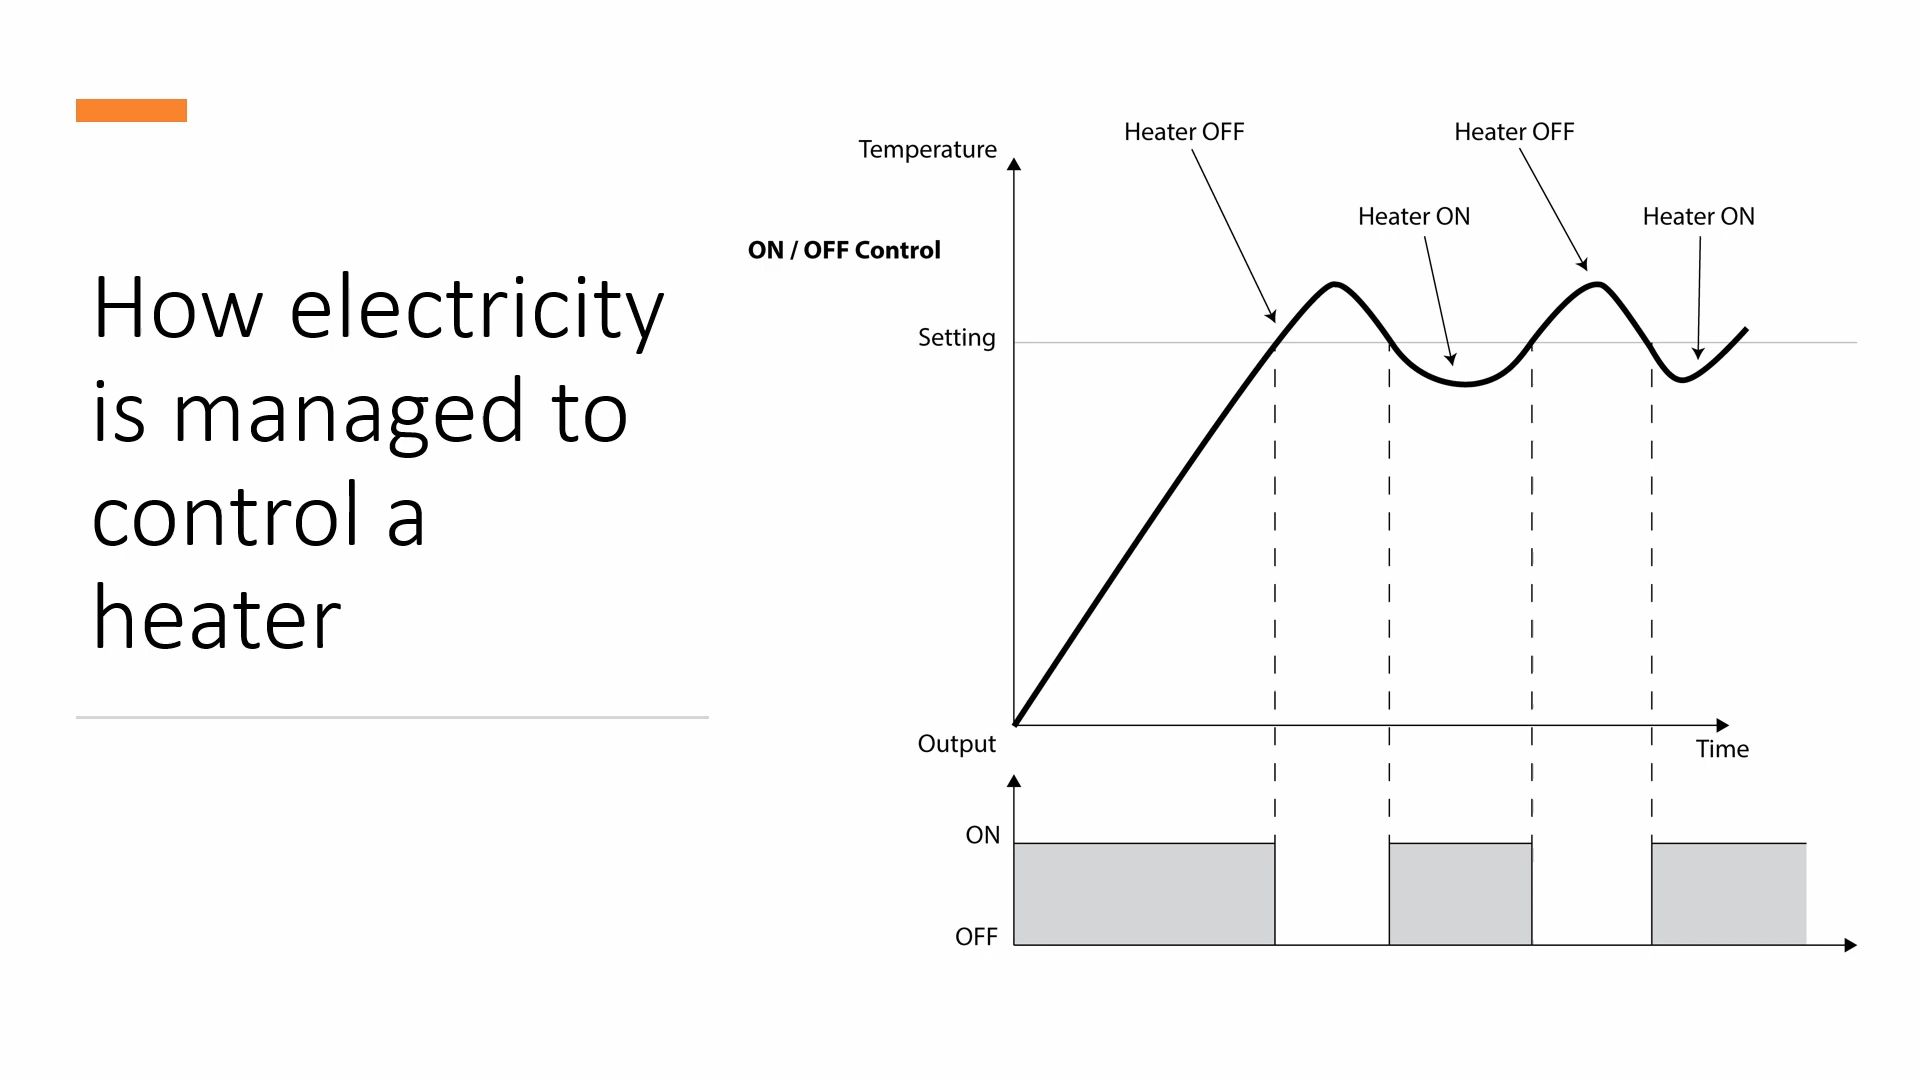 How electricity
is managed to
control a
heater
Heater OFF
Heater OFF
Temperature
Heater ON
Heater ON
ON / OFF Control
Setting
Output
Time
ON
OFF